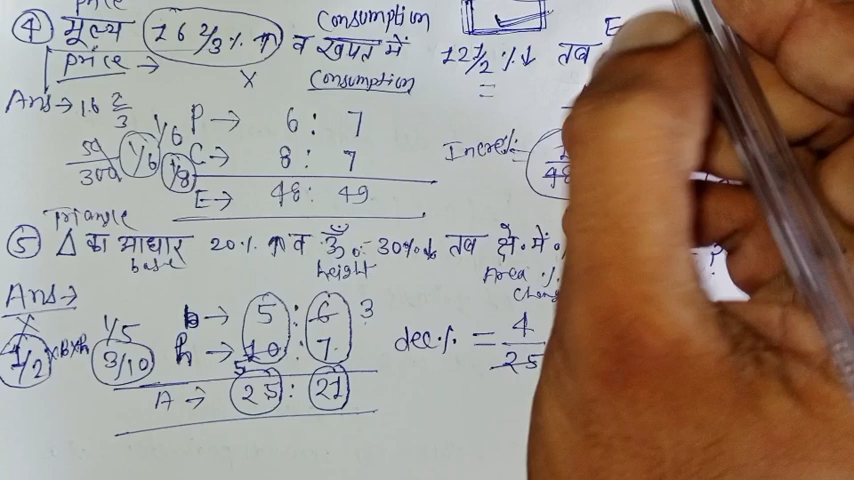 price Consumption
④ मूल्य 16 2/3 % ↑ व खपत में 12 1/2 % ↓ तब E
price → x Consumption =
Ans → 16 2/3
1/6 P → 6 : 7
50/300 1/6 1/8 C → 8 : 7 Incre% =
E → 48 : 49
Triangle
⑤ Δ का आधार 20% ↑ व ऊँ०- 30% ↓ तब क्षे० में ?
base height Area %
Ans →
x 1/5 b → 5 : 6 3
1/2 x B x h 3/10 h → 10 : 7 dec% = 4/25
5
A → 25 : 21